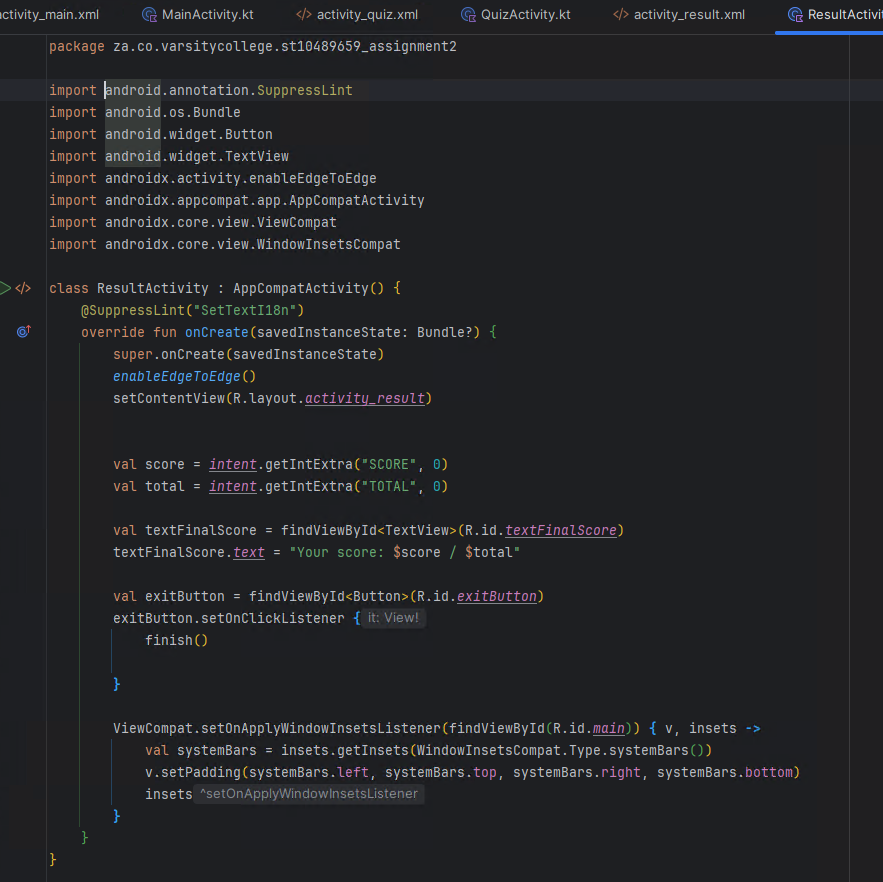 activity_main.xml MainActivity.kt activity_quiz.xml QuizActivity.kt activity_result.xml
package za.co.varsitycollege.st10489659_assignment2
import android.annotation.SuppressLint
import android.os.Bundle
import android.widget.Button
import android.widget.TextView
import androidx.activity.enableEdgeToEdge
import androidx.appcompat.app.AppCompatActivity
import androidx.core.view.ViewCompat
import androidx.core.view.WindowInsetsCompat
class ResultActivity : AppCompatActivity() {
@SuppressLint("SetTextI18n")
override fun onCreate(savedInstanceState: Bundle?) {
super.onCreate(savedInstanceState)
enableEdgeToEdge()
setContentView(R.layout.activity_result)
val score = intent.getIntExtra("SCORE", 0)
val total = intent.getIntExtra("TOTAL", 0)
val textFinalScore = findViewById<TextView>(R.id.textFinalScore)
textFinalScore.text = "Your score: $score / $total"
val exitButton = findViewById<Button>(R.id.exitButton)
exitButton.setOnClickListener { it: View!
finish()
}
ViewCompat.setOnApplyWindowInsetsListener(findViewById(R.id.main)) { v, insets ->
val systemBars = insets.getInsets(WindowInsetsCompat.Type.systemBars())
v.setPadding(systemBars.left, systemBars.top, systemBars.right, systemBars.bottom)
insets ^setOnApplyWindowInsetsListener
}
}
}